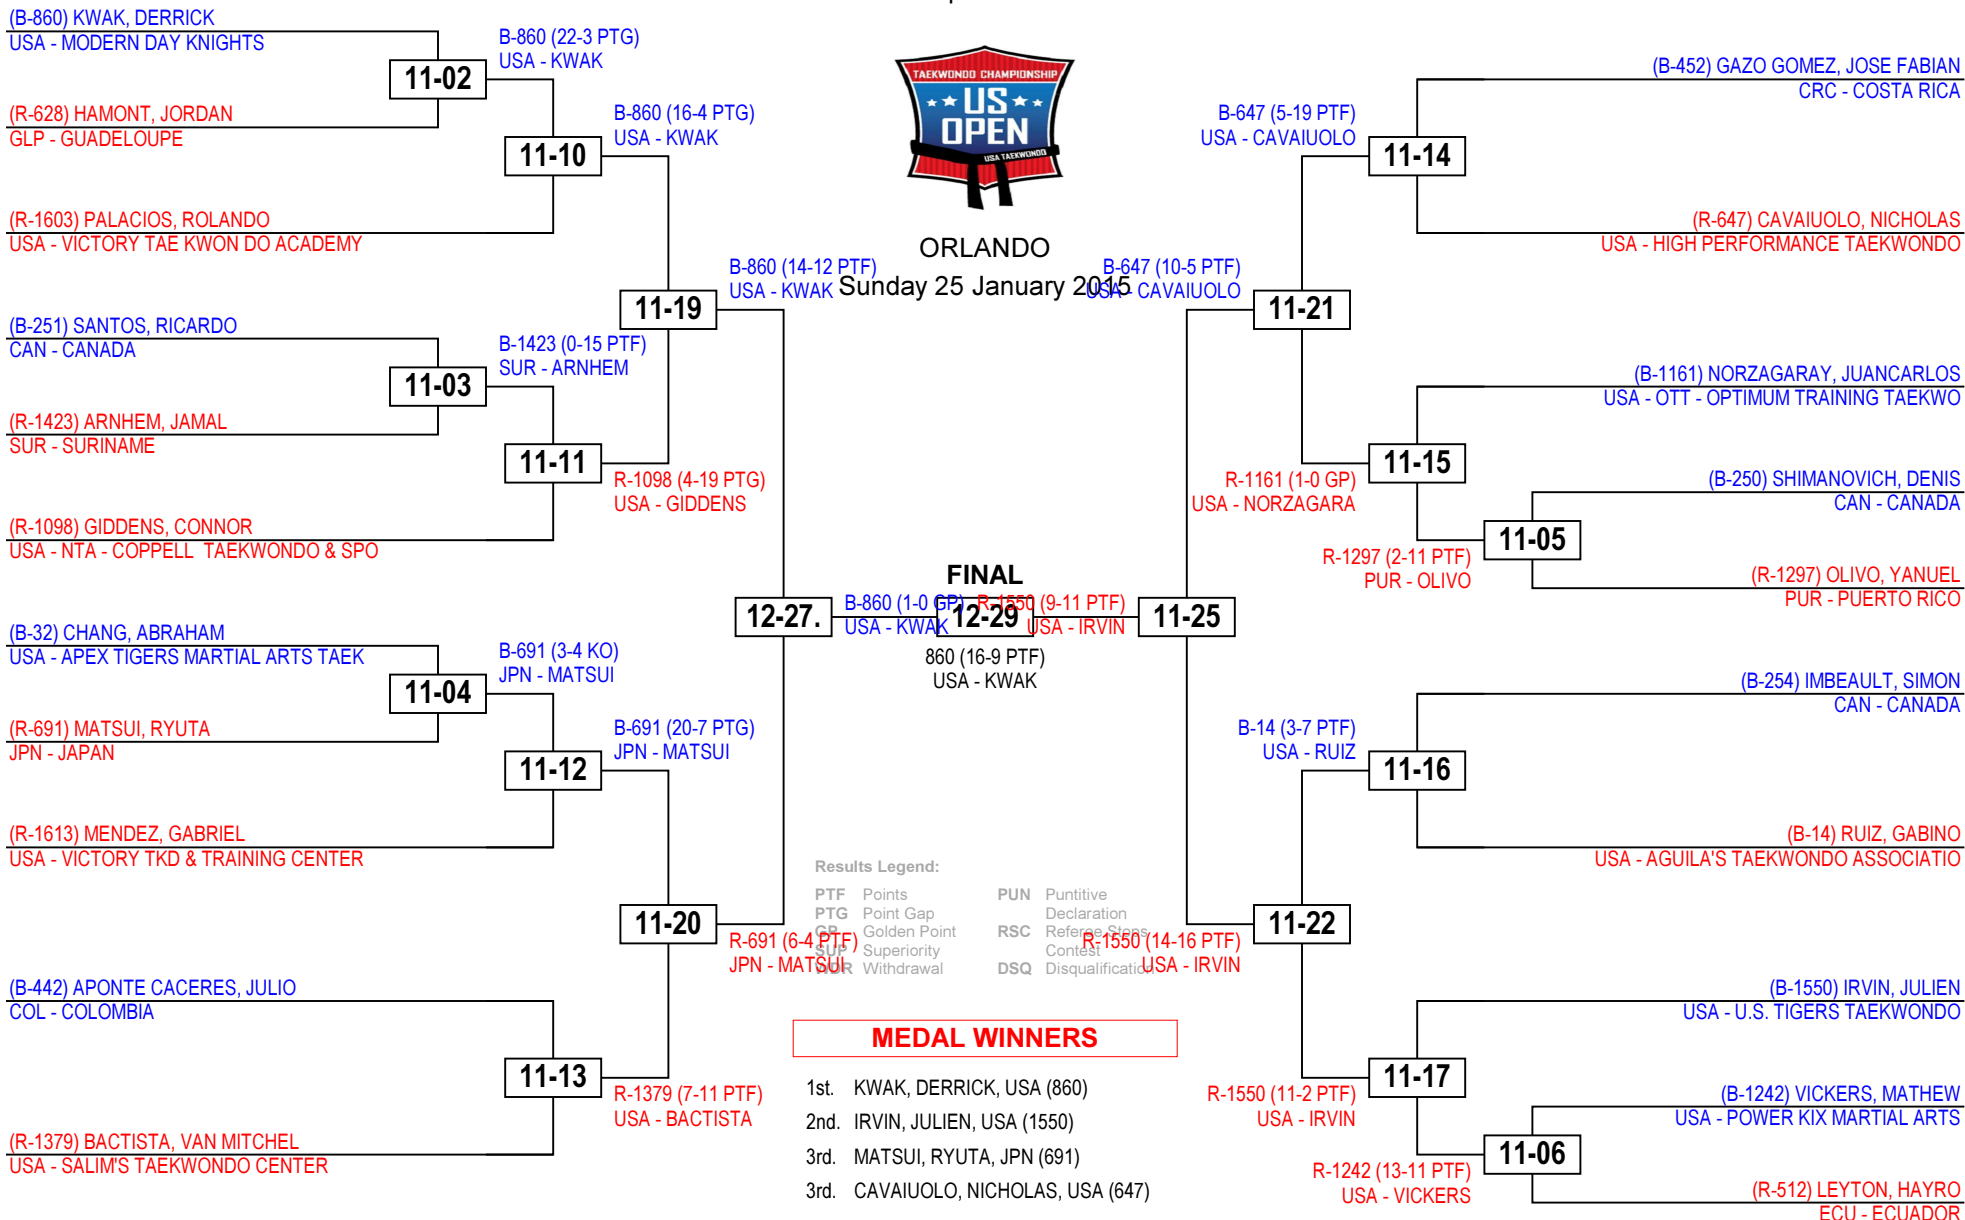 (B-860) KWAK, DERRICK
USA - MODERN DAY KNIGHTS
(R-628) HAMONT, JORDAN
GLP - GUADELOUPE
(R-1603) PALACIOS, ROLANDO
USA - VICTORY TAE KWON DO ACADEMY
(B-251) SANTOS, RICARDO
CAN - CANADA
(R-1423) ARNHEM, JAMAL
SUR - SURINAME
(R-1098) GIDDENS, CONNOR
USA - NTA - COPPELL TAEKWONDO & SPO
(B-32) CHANG, ABRAHAM
USA - APEX TIGERS MARTIAL ARTS TAEK
(R-691) MATSUI, RYUTA
JPN - JAPAN
(R-1613) MENDEZ, GABRIEL
USA - VICTORY TKD & TRAINING CENTER
(B-442) APONTE CACERES, JULIO
COL - COLOMBIA
(R-1379) BACTISTA, VAN MITCHEL
USA - SALIM'S TAEKWONDO CENTER
11-02
B-860 (22-3 PTG)
USA - KWAK
11-03
B-1423 (0-15 PTF)
SUR - ARNHEM
11-04
B-691 (3-4 KO)
JPN - MATSUI
11-10
B-860 (16-4 PTG)
USA - KWAK
11-11
R-1098 (4-19 PTG)
USA - GIDDENS
11-12
B-691 (20-7 PTG)
JPN - MATSUI
11-13
R-1379 (7-11 PTF)
USA - BACTISTA
11-19
B-860 (14-12 PTF)
USA - KWAK
11-20
R-691 (6-4 PTF)
JPN - MATSUI
12-27.
B-860 (1-0 GP)
USA - KWAK
TAEKWONDO CHAMPIONSHIP
US
OPEN
USA TAEKWONDO
ORLANDO
Sunday 25 January 2015
FINAL
12-29
860 (16-9 PTF)
USA - KWAK
R-1550 (9-11 PTF)
USA - IRVIN
11-25
B-647 (10-5 PTF)
USA - CAVAIUOLO
11-21
R-1550 (14-16 PTF)
USA - IRVIN
11-22
B-647 (5-19 PTF)
USA - CAVAIUOLO
11-14
R-1161 (1-0 GP)
USA - NORZAGARA
11-15
B-14 (3-7 PTF)
USA - RUIZ
11-16
R-1550 (11-2 PTF)
USA - IRVIN
11-17
R-1297 (2-11 PTF)
PUR - OLIVO
11-05
R-1242 (13-11 PTF)
USA - VICKERS
11-06
(B-452) GAZO GOMEZ, JOSE FABIAN
CRC - COSTA RICA
(R-647) CAVAIUOLO, NICHOLAS
USA - HIGH PERFORMANCE TAEKWONDO
(B-1161) NORZAGARAY, JUANCARLOS
USA - OTT - OPTIMUM TRAINING TAEKWO
(B-250) SHIMANOVICH, DENIS
CAN - CANADA
(R-1297) OLIVO, YANUEL
PUR - PUERTO RICO
(B-254) IMBEAULT, SIMON
CAN - CANADA
(B-14) RUIZ, GABINO
USA - AGUILA'S TAEKWONDO ASSOCIATIO
(B-1550) IRVIN, JULIEN
USA - U.S. TIGERS TAEKWONDO
(B-1242) VICKERS, MATHEW
USA - POWER KIX MARTIAL ARTS
(R-512) LEYTON, HAYRO
ECU - ECUADOR
Results Legend:
PTF Points
PTG Point Gap
GP Golden Point
SUP Superiority
WDR Withdrawal
PUN Puntitive
Declaration
RSC Referee Stops
Contest
DSQ Disqualification
MEDAL WINNERS
1st. KWAK, DERRICK, USA (860)
2nd. IRVIN, JULIEN, USA (1550)
3rd. MATSUI, RYUTA, JPN (691)
3rd. CAVAIUOLO, NICHOLAS, USA (647)